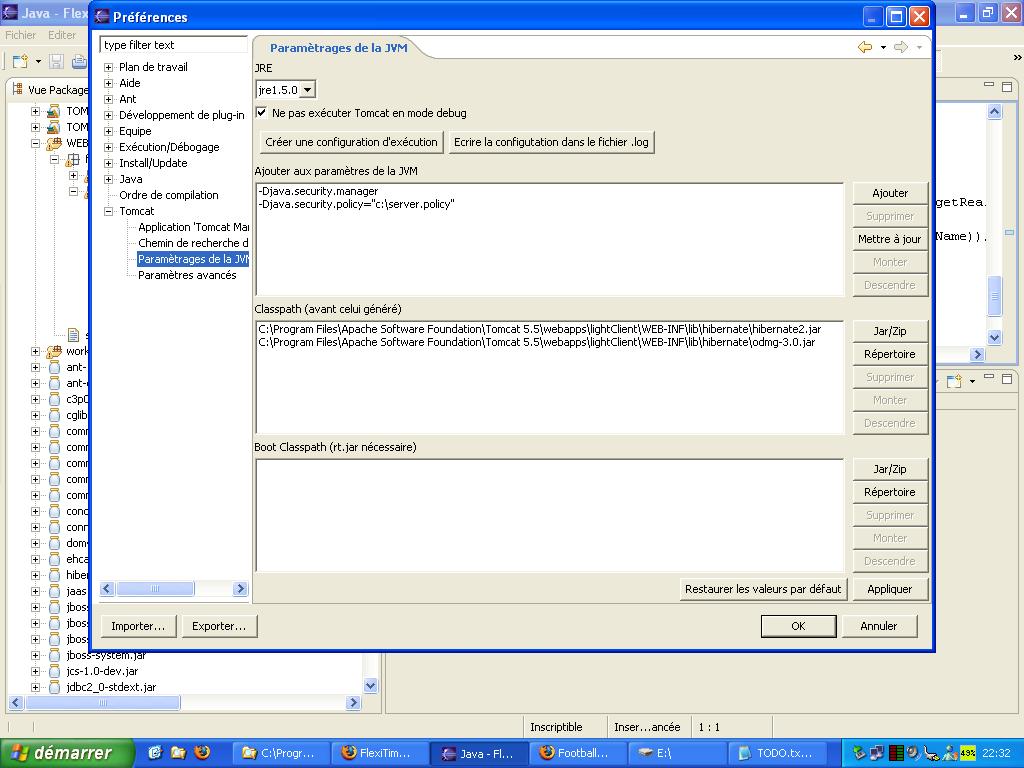 Java - Flex
Préférences
Fichier Editer
type filter text
Paramètrages de la JVM
Plan de travail
Aide
Ant
Développement de plug-in
Equipe
Exécution/Débogage
Install/Update
Java
Ordre de compilation
Tomcat
Application 'Tomcat Ma
Chemin de recherche d
Paramètrages de la JVM
Paramètres avancés
JRE
jre1.5.0
Ne pas exécuter Tomcat en mode debug
Créer une configuration d'exécution
Ecrire la configutation dans le fichier .log
Ajouter aux paramètres de la JVM
-Djava.security.manager
-Djava.security.policy="c:\server.policy"
Ajouter
Supprimer
Mettre à jour
Monter
Descendre
Classpath (avant celui généré)
C:\Program Files\Apache Software Foundation\Tomcat 5.5\webapps\lightClient\WEB-INF\lib\hibernate\hibernate2.jar
C:\Program Files\Apache Software Foundation\Tomcat 5.5\webapps\lightClient\WEB-INF\lib\hibernate\odmg-3.0.jar
Jar/Zip
Répertoire
Supprimer
Monter
Descendre
Boot Classpath (rt.jar nécessaire)
Jar/Zip
Répertoire
Supprimer
Monter
Descendre
Restaurer les valeurs par défaut
Appliquer
Importer...
Exporter...
OK
Annuler
Vue Package
TOM
TOM
WEB
work
ant-
ant-
c3p0
cglib
comm
comm
comm
comm
comm
conc
conn
dom
ehca
hiber
jaas
jbos
jbos
jbos
jboss-system.jar
jcs-1.0-dev.jar
jdbc2_0-stdext.jar
getRea
Name)).
»
Inscriptible
Inser...ancée
1 : 1
démarrer
C:\Progr...
FlexiTim...
Java - Fl...
Football...
E:\
TODO.tx...
49%
22:32